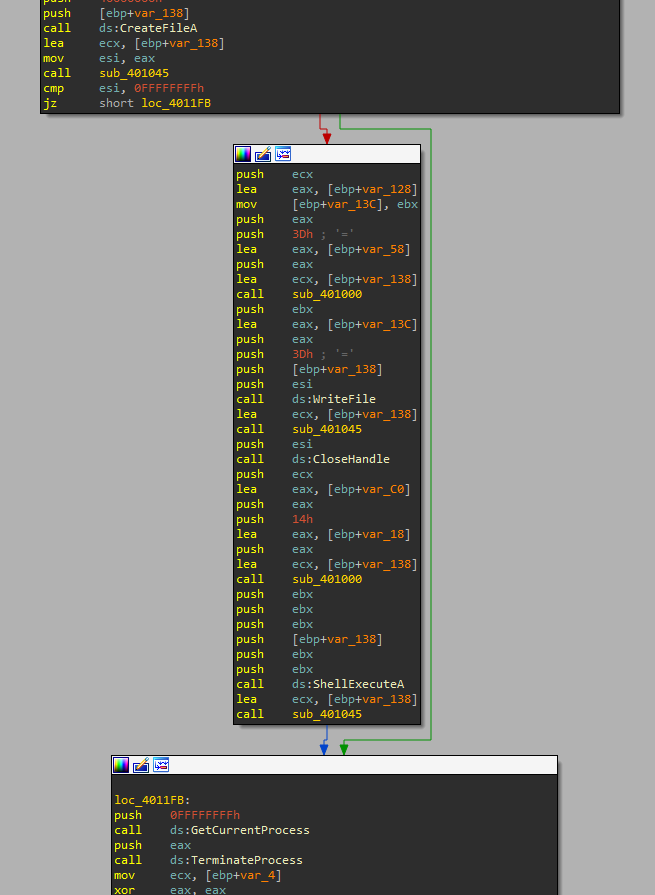 push    [ebp+var_138]
call    ds:CreateFileA
lea     ecx, [ebp+var_138]
mov     esi, eax
call    sub_401045
cmp     esi, 0FFFFFFFFh
jz      short loc_4011FB
push    ecx
lea     eax, [ebp+var_128]
mov     [ebp+var_13C], ebx
push    eax
push    3Dh ; '='
lea     eax, [ebp+var_58]
push    eax
lea     ecx, [ebp+var_138]
call    sub_401000
push    ebx
lea     eax, [ebp+var_13C]
push    eax
push    3Dh ; '='
push    [ebp+var_138]
push    esi
call    ds:WriteFile
lea     ecx, [ebp+var_138]
call    sub_401045
push    esi
call    ds:CloseHandle
push    ecx
lea     eax, [ebp+var_C0]
push    eax
push    14h
lea     eax, [ebp+var_18]
push    eax
lea     ecx, [ebp+var_138]
call    sub_401000
push    ebx
push    ebx
push    ebx
push    [ebp+var_138]
push    ebx
push    ebx
call    ds:ShellExecuteA
lea     ecx, [ebp+var_138]
call    sub_401045
loc_4011FB:
push    0FFFFFFFFh
call    ds:GetCurrentProcess
push    eax
call    ds:TerminateProcess
mov     ecx, [ebp+var_4]
xor     eax, eax